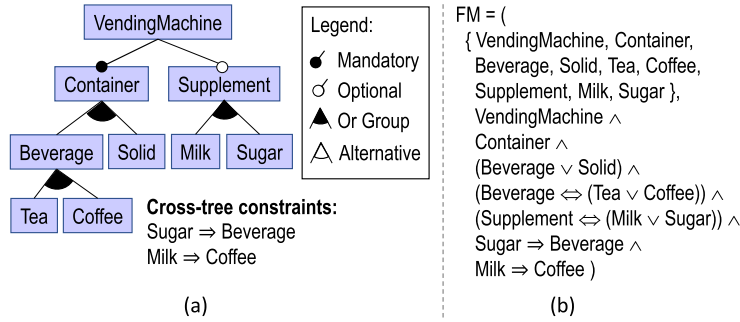 VendingMachine
Container
Supplement
Beverage
Solid
Milk
Sugar
Tea
Coffee
Legend:
Mandatory
Optional
Or Group
Alternative
Cross-tree constraints:
Sugar ⇒ Beverage
Milk ⇒ Coffee
(a)
FM = (
{ VendingMachine, Container,
Beverage, Solid, Tea, Coffee,
Supplement, Milk, Sugar },
VendingMachine ∧
Container ∧
(Beverage ∨ Solid) ∧
(Beverage ⇔ (Tea ∨ Coffee)) ∧
(Supplement ⇔ (Milk ∨ Sugar)) ∧
Sugar ⇒ Beverage ∧
Milk ⇒ Coffee )
(b)